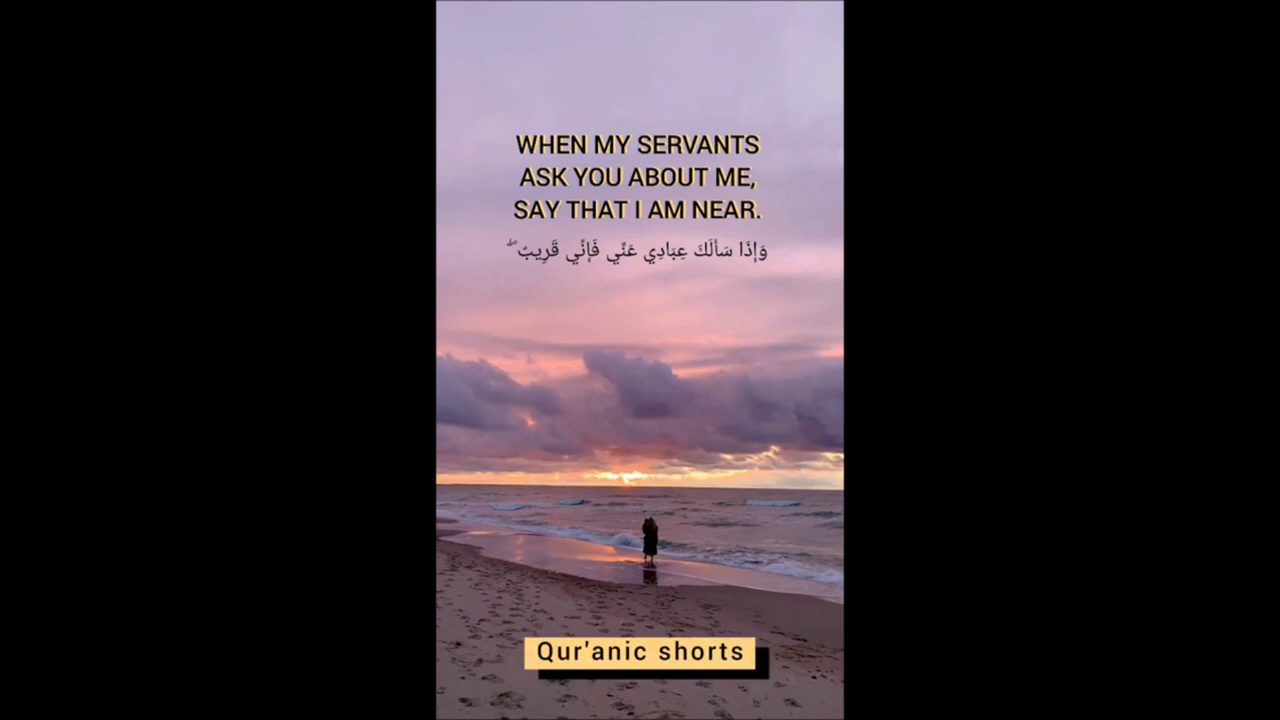 WHEN MY SERVANTS
ASK YOU ABOUT ME,
SAY THAT I AM NEAR.
وَإِذَا سَأَلَكَ عِبَادِي عَنِّي فَإِنِّي قَرِيبٌ ۖ
Qur'anic shorts